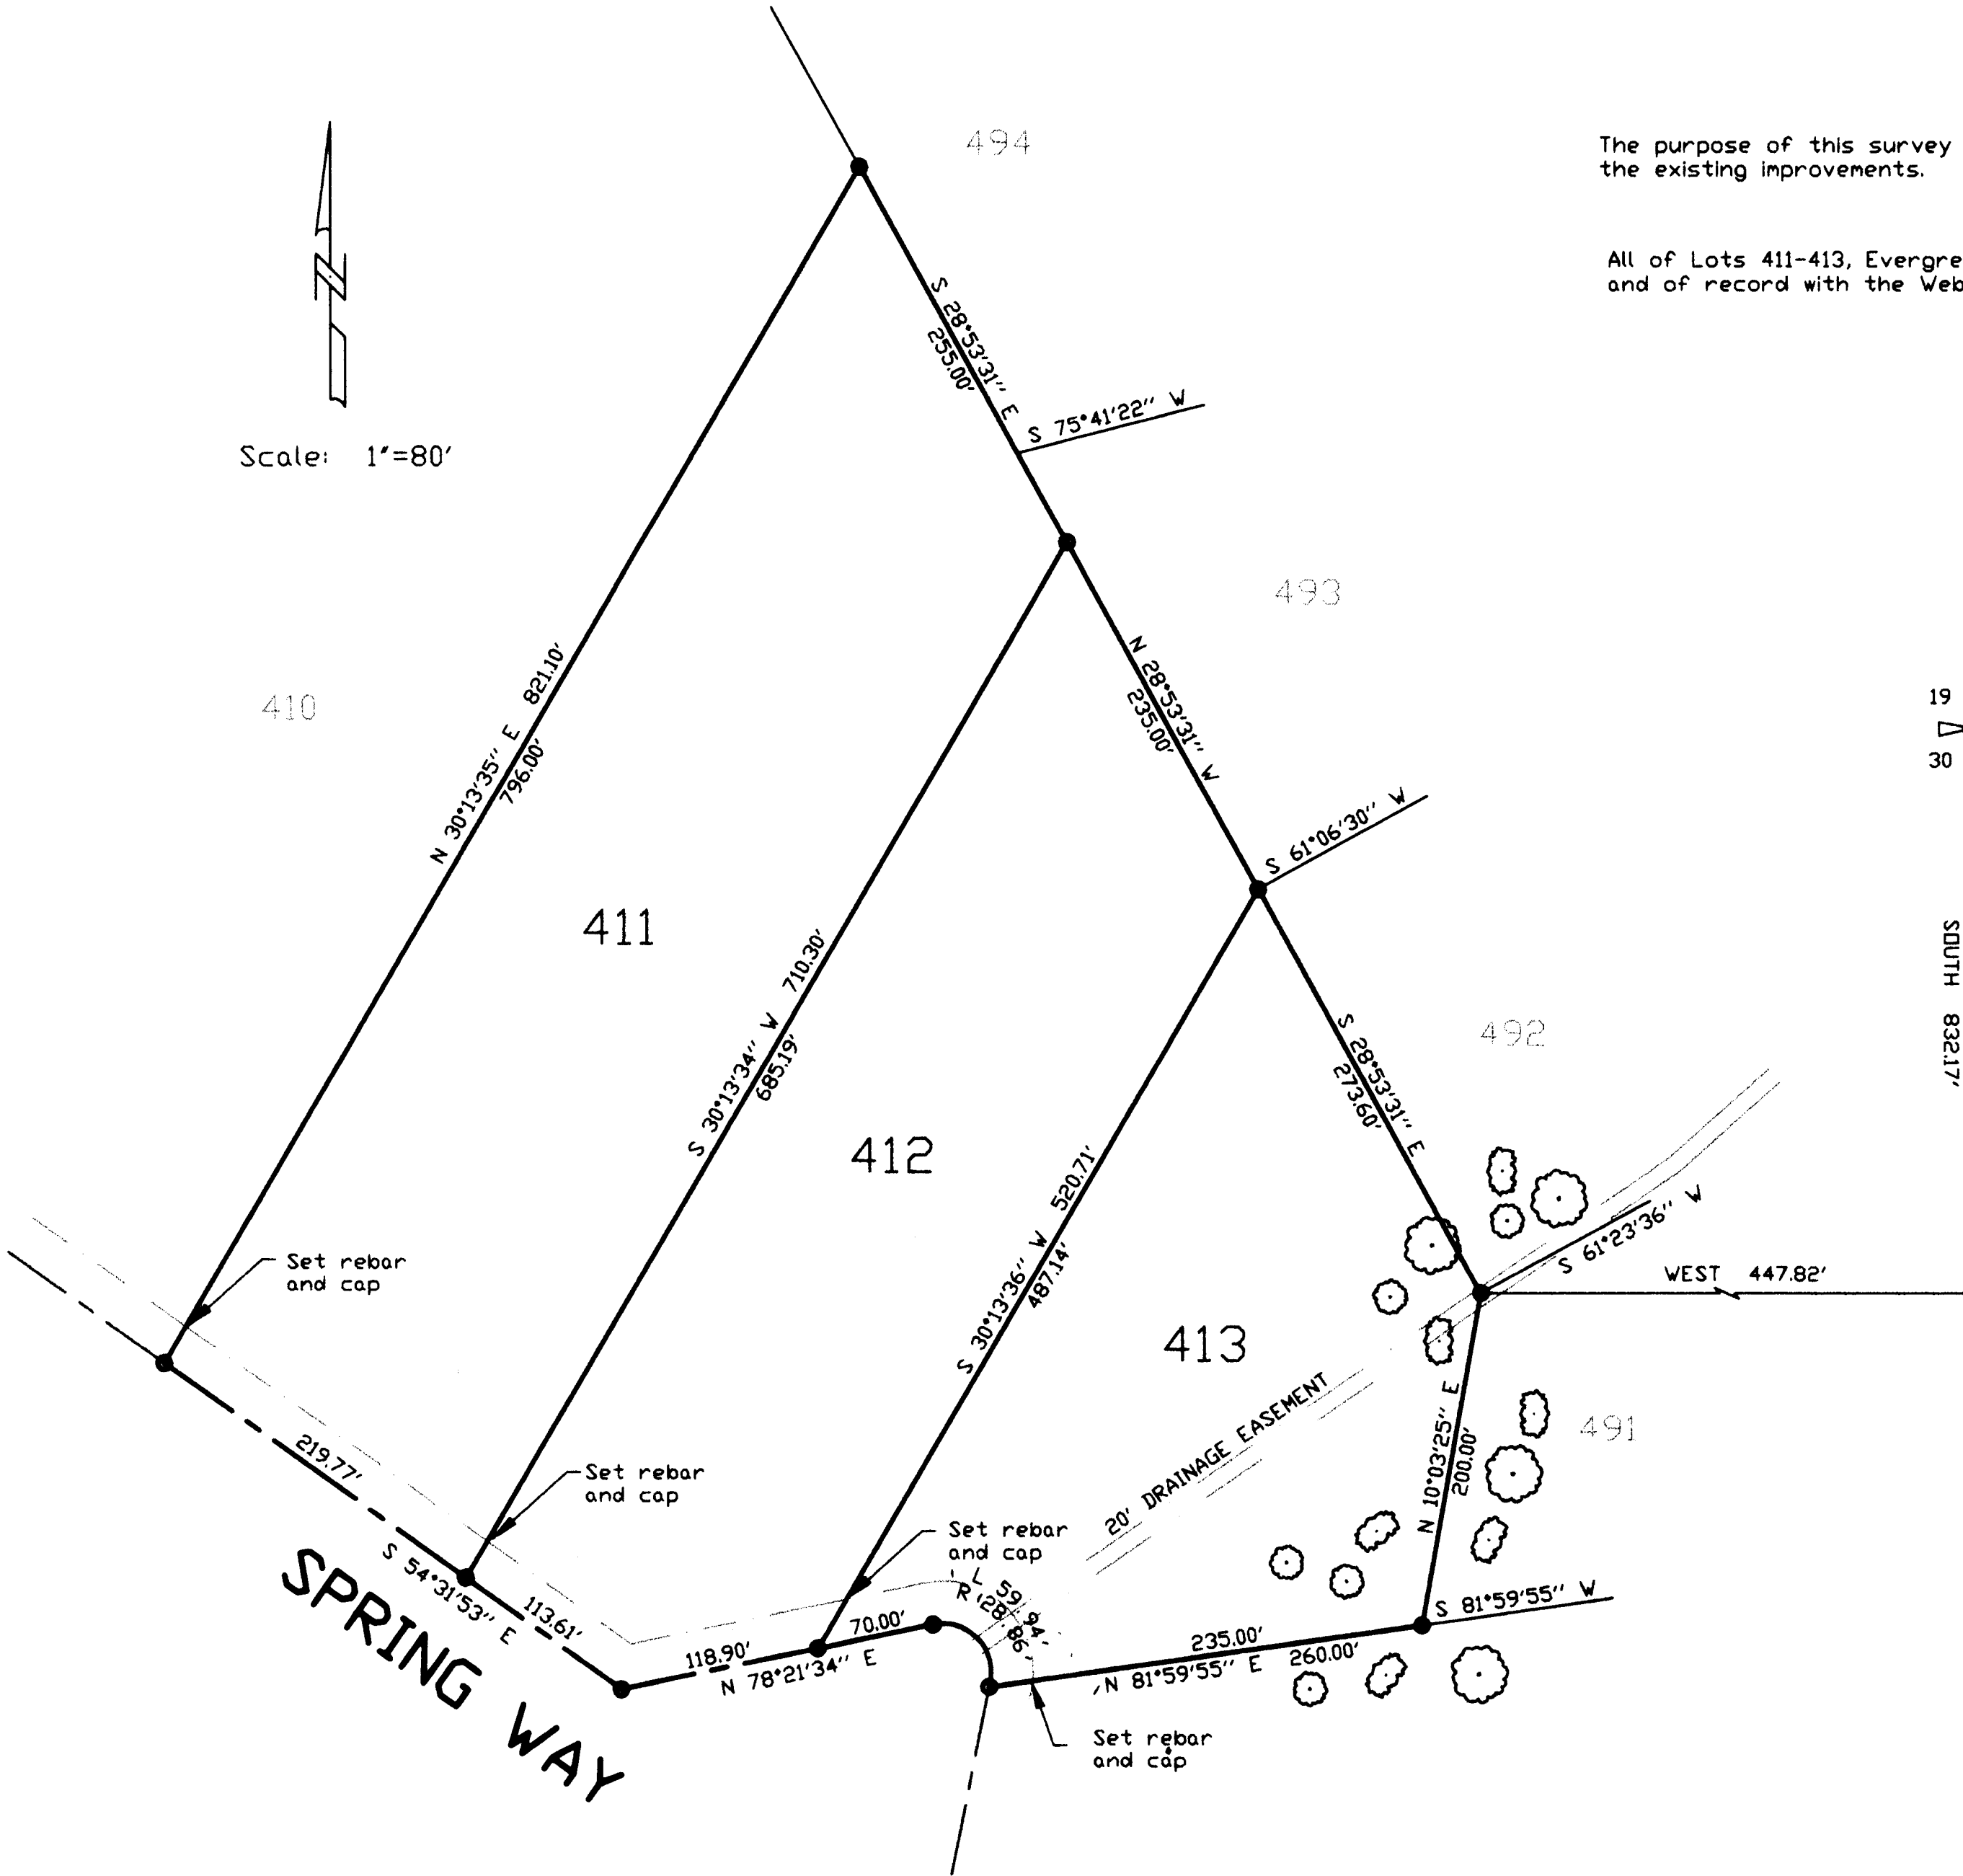 494
The purpose of this survey
the existing improvements.
All of Lots 411-413, Evergre
and of record with the Web
N
Scale: 1"=80'
S 28°53'31" E
255.00'
S 75°41'22" W
493
N 28°53'31" W
235.00'
410
N 30°13'35" E 821.10'
796.00'
19
30
S 61°06'30" W
411
S 30°13'34" W 710.30'
685.19'
SOUTH 832.17'
492
S 28°53'31" E
273.60'
412
S 30°13'36" W 520.71'
487.14'
S 61°23'36" W
WEST 447.82'
Set rebar
and cap
413
20' DRAINAGE EASEMENT
N 10°03'25" E
200.00'
491
219.77'
Set rebar
and cap
Set rebar
and cap
S 54°31'53" E
113.61'
L 59.94'
R 28.86'
S 81°59'55" W
118.90'
70.00'
N 78°21'34" E
235.00'
N 81°59'55" E 260.00'
SPRING WAY
Set rebar
and cap